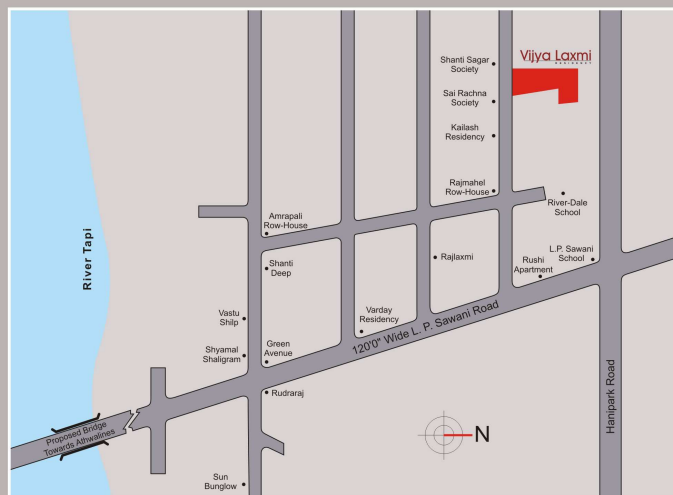 Vijya Laxmi
RESIDENCY
Shanti Sagar
Society
Sai Rachna
Society
Kailash
Residency
Rajmahel
Row-House
River-Dale
School
Amrapali
Row-House
L.P. Sawani
School
Rushi
Apartment
Rajlaxmi
Shanti
Deep
River Tapi
Vastu
Shilp
Varday
Residency
120'0" Wide L. P. Sawani Road
Shyamal
Shaligram
Green
Avenue
Rudraraj
Hanipark Road
Proposed Bridge
Towards Athwalines
N
Sun
Bunglow